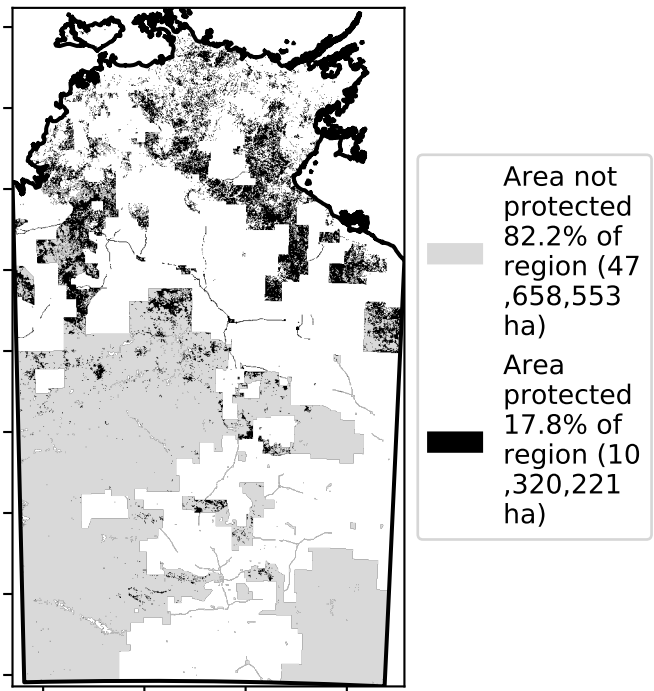 Area not
protected
82.2% of
region (47
,658,553
ha)
Area
protected
17.8% of
region (10
,320,221
ha)